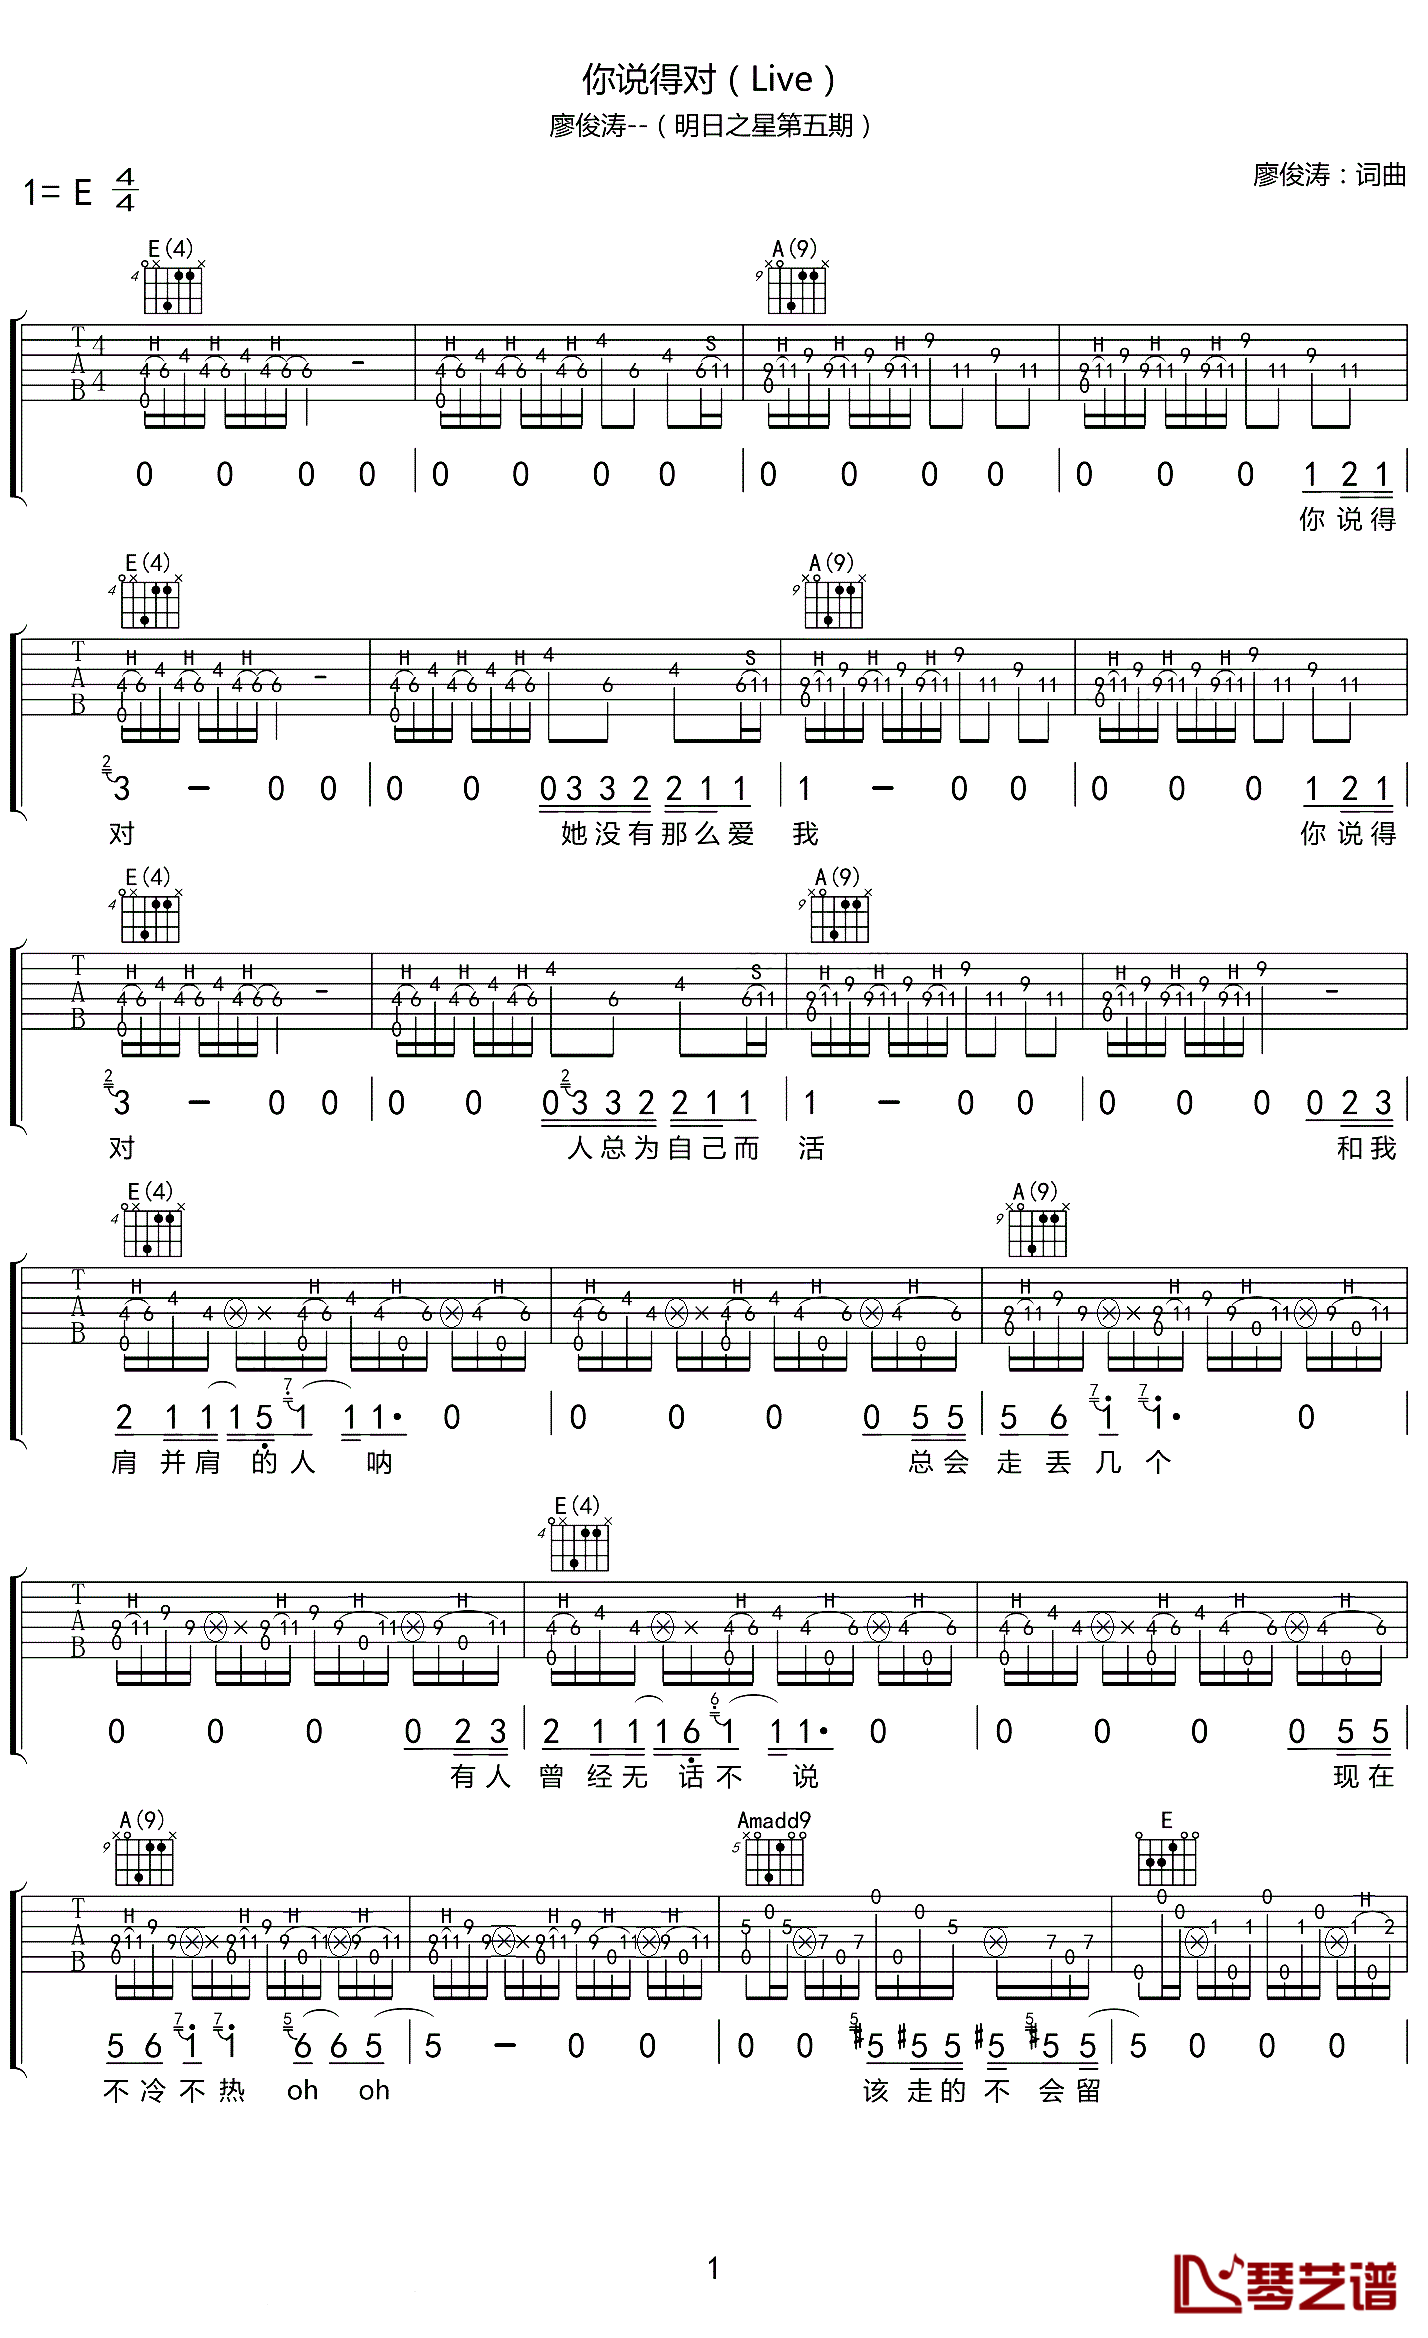 你说得对（Live）
廖俊涛--（明日之星第五期）
廖俊涛：词曲
1= E 4/4
E(4) A(9)
0 0 0 0 0 0 0 0 0 0 0 0 0 0 0 1 2 1
你 说 得
E(4) A(9)
3 – 0 0 0 0 0 3 3 2 2 1 1 1 – 0 0 0 0 0 1 2 1
对 她 没 有 那 么 爱 我 你 说 得
E(4) A(9)
3 – 0 0 0 0 0 3 3 2 2 1 1 1 – 0 0 0 0 0 0 2 3
对 人 总 为 自 己 而 活 和 我
E(4) A(9)
2 1 1 1 5 1 1 1· 0 0 0 0 0 5 5 5 6 1 1· 0
肩 并 肩 的 人 呐 总 会 走 丢 几 个
E(4)
0 0 0 0 2 3 2 1 1 1 6 1 1 1· 0 0 0 0 0 5 5
有 人 曾 经 无 话 不 说 现 在
A(9) Amadd9 E
5 6 1 1 6 6 5 5 – 0 0 0 0 #5 #5 5 #5 #5 5 5 0 0 0
不 冷 不 热 oh oh 该 走 的 不 会 留
1
琴艺谱